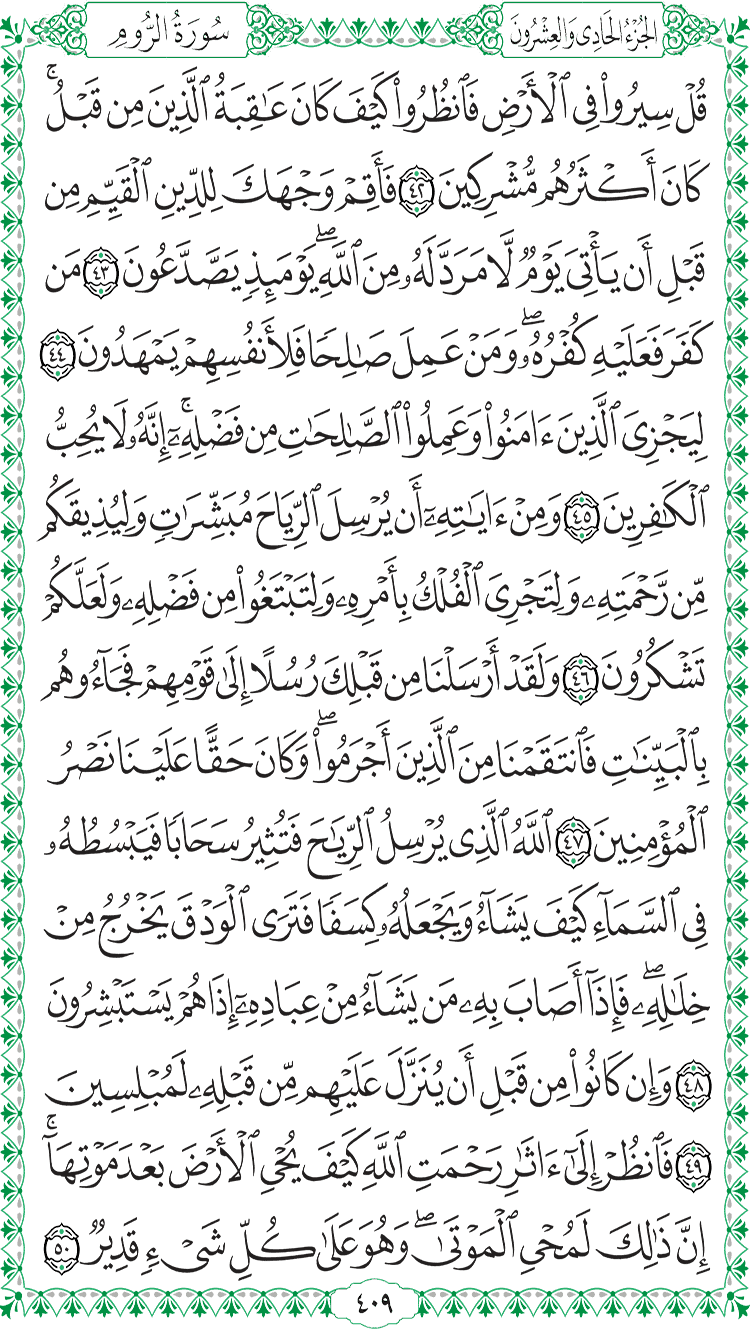 الجُزْءُ الحَادِي وَالعِشْرُونَ
سُورَةُ الرُّومِ
قُلْ سِيرُوا۟ فِى ٱلْأَرْضِ فَٱنظُرُوا۟ كَيْفَ كَانَ عَٰقِبَةُ ٱلَّذِينَ مِن قَبْلُ ۚ
كَانَ أَكْثَرُهُم مُّشْرِكِينَ ٤٢ فَأَقِمْ وَجْهَكَ لِلدِّينِ ٱلْقَيِّمِ مِن
قَبْلِ أَن يَأْتِىَ يَوْمٌ لَّا مَرَدَّ لَهُۥ مِنَ ٱللَّهِ ۖ يَوْمَئِذٍ يَصَّدَّعُونَ ٤٣ مَن
كَفَرَ فَعَلَيْهِ كُفْرُهُۥ ۖ وَمَنْ عَمِلَ صَٰلِحًا فَلِأَنفُسِهِمْ يَمْهَدُونَ ٤٤
لِيَجْزِىَ ٱلَّذِينَ ءَامَنُوا۟ وَعَمِلُوا۟ ٱلصَّٰلِحَٰتِ مِن فَضْلِهِۦٓ ۚ إِنَّهُۥ لَا يُحِبُّ
ٱلْكَٰفِرِينَ ٤٥ وَمِنْ ءَايَٰتِهِۦٓ أَن يُرْسِلَ ٱلرِّيَاحَ مُبَشِّرَٰتٍ وَلِيُذِيقَكُم
مِّن رَّحْمَتِهِۦ وَلِتَجْرِىَ ٱلْفُلْكُ بِأَمْرِهِۦ وَلِتَبْتَغُوا۟ مِن فَضْلِهِۦ وَلَعَلَّكُمْ
تَشْكُرُونَ ٤٦ وَلَقَدْ أَرْسَلْنَا مِن قَبْلِكَ رُسُلًا إِلَىٰ قَوْمِهِمْ فَجَآءُوهُم
بِٱلْبَيِّنَٰتِ فَٱنتَقَمْنَا مِنَ ٱلَّذِينَ أَجْرَمُوا۟ ۖ وَكَانَ حَقًّا عَلَيْنَا نَصْرُ
ٱلْمُؤْمِنِينَ ٤٧ ٱللَّهُ ٱلَّذِى يُرْسِلُ ٱلرِّيَٰحَ فَتُثِيرُ سَحَابًا فَيَبْسُطُهُۥ
فِى ٱلسَّمَآءِ كَيْفَ يَشَآءُ وَيَجْعَلُهُۥ كِسَفًا فَتَرَى ٱلْوَدْقَ يَخْرُجُ مِنْ
خِلَٰلِهِۦ ۖ فَإِذَآ أَصَابَ بِهِۦ مَن يَشَآءُ مِنْ عِبَادِهِۦٓ إِذَا هُمْ يَسْتَبْشِرُونَ
٤٨ وَإِن كَانُوا۟ مِن قَبْلِ أَن يُنَزَّلَ عَلَيْهِم مِّن قَبْلِهِۦ لَمُبْلِسِينَ
٤٩ فَٱنظُرْ إِلَىٰٓ ءَاثَٰرِ رَحْمَتِ ٱللَّهِ كَيْفَ يُحْىِ ٱلْأَرْضَ بَعْدَ مَوْتِهَآ ۚ
إِنَّ ذَٰلِكَ لَمُحْىِ ٱلْمَوْتَىٰ ۖ وَهُوَ عَلَىٰ كُلِّ شَىْءٍ قَدِيرٌ ٥٠
٤٠٩